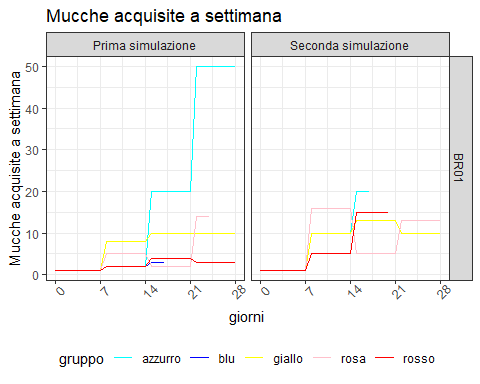 Mucche acquisite a settimana
Prima simulazione
Seconda simulazione
Mucche acquisite a settimana
50
40
30
20
10
0
BR01
0 7 14 21 28
0 7 14 21 28
giorni
gruppo azzurro blu giallo rosa rosso